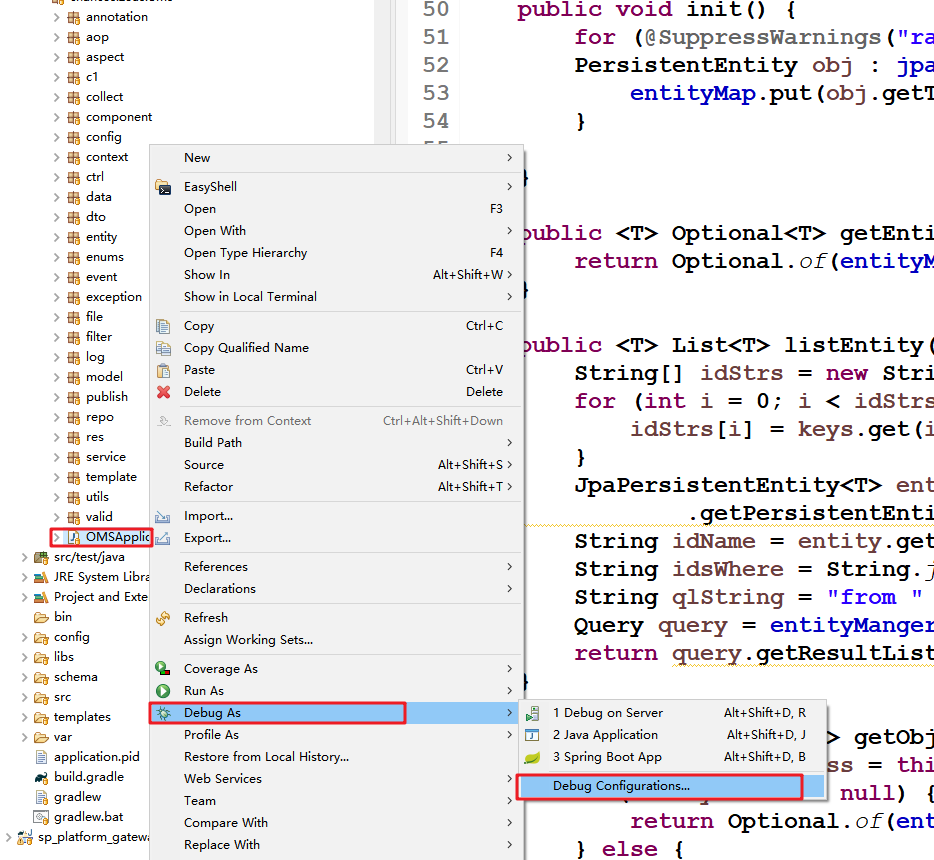 annotation
aop
aspect
c1
collect
component
config
context
ctrl
data
dto
entity
enums
event
exception
file
filter
log
model
publish
repo
res
service
template
utils
valid
OMSApplic
src/test/java
JRE System Libra
Project and Exte
bin
config
libs
schema
src
templates
var
application.pid
build.gradle
gradlew
gradlew.bat
sp_platform_gatewa
New
EasyShell
Open F3
Open With
Open Type Hierarchy F4
Show In Alt+Shift+W
Show in Local Terminal
Copy Ctrl+C
Copy Qualified Name
Paste Ctrl+V
Delete Delete
Remove from Context Ctrl+Alt+Shift+Down
Build Path
Source Alt+Shift+S
Refactor Alt+Shift+T
Import...
Export...
References
Declarations
Refresh
Assign Working Sets...
Coverage As
Run As
Debug As
Profile As
Restore from Local History...
Web Services
Team
Compare With
Replace With
1 Debug on Server Alt+Shift+D, R
2 Java Application Alt+Shift+D, J
3 Spring Boot App Alt+Shift+D, B
Debug Configurations...
50 public void init() {
51 for (@SuppressWarnings("ra
52 PersistentEntity obj : jpa
53 entityMap.put(obj.getT
54 }
}
public <T> Optional<T> getEnti
return Optional.of(entityM
}
public <T> List<T> listEntity(
String[] idStrs = new Stri
for (int i = 0; i < idStrs
idStrs[i] = keys.get(i
}
JpaPersistentEntity<T> ent
.getPersistentEnti
String idName = entity.get
String idsWhere = String.j
String qlString = "from "
Query query = entityManger
return query.getResultList
}
> getObj
ss = thi
null) {
return Optional.of(ent
} else {